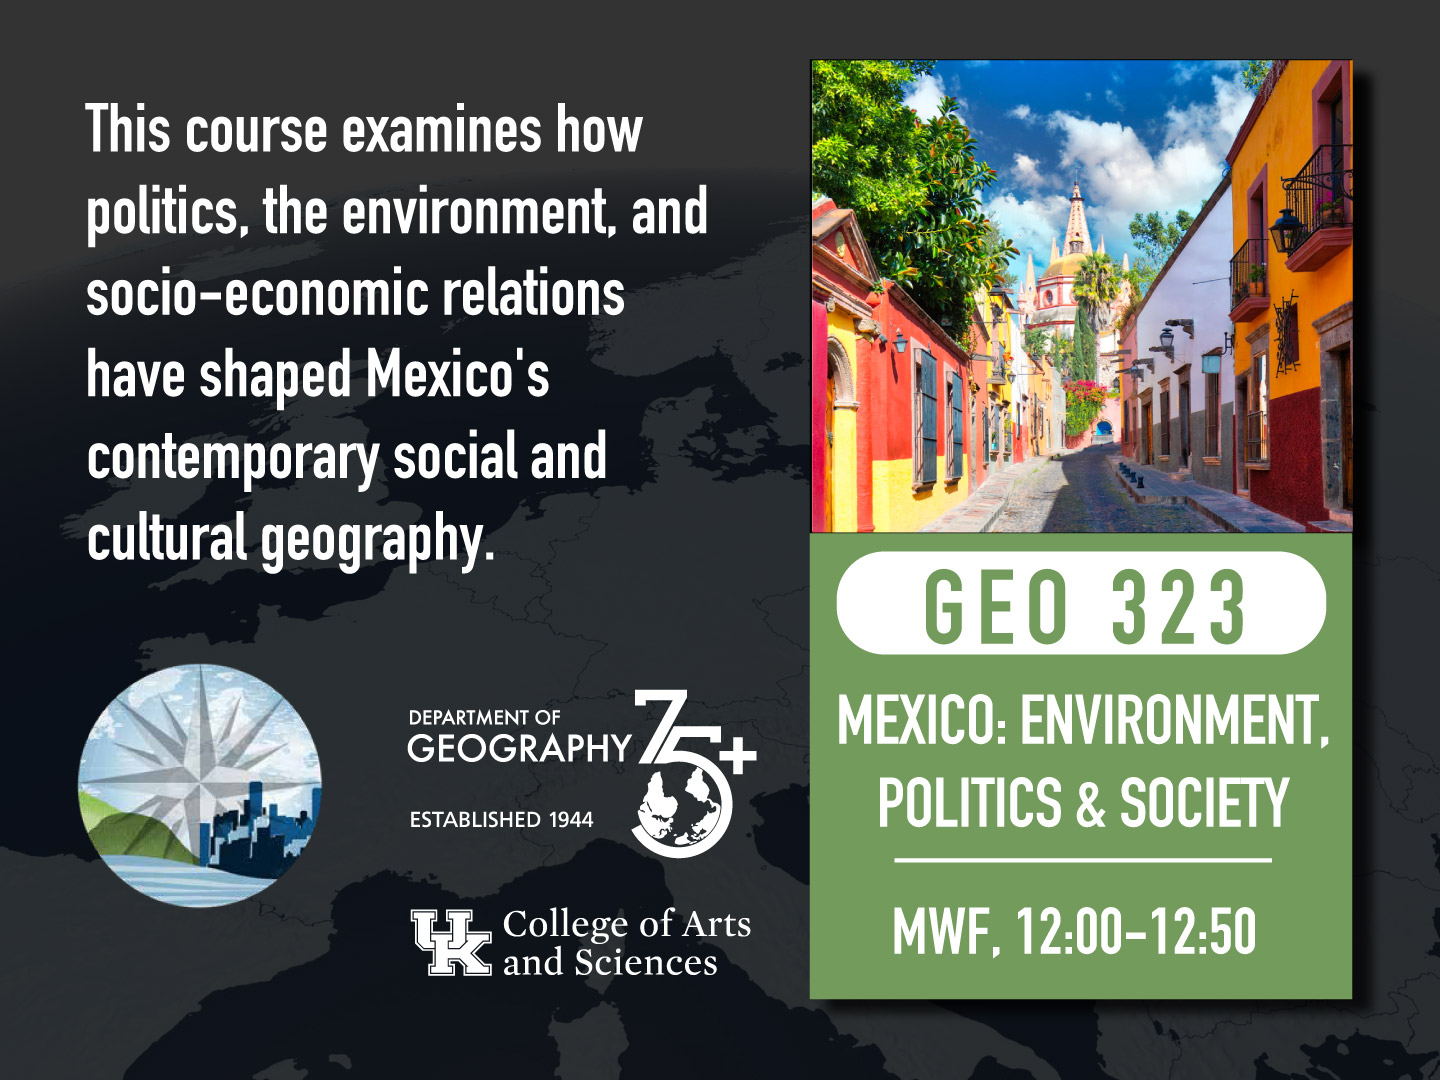 This course examines how
politics, the environment, and
socio-economic relations
have shaped Mexico's
contemporary social and
cultural geography.
DEPARTMENT OF
GEOGRAPHY
75+
ESTABLISHED 1944
UK
College of Arts
and Sciences
GEO 323
MEXICO: ENVIRONMENT,
POLITICS & SOCIETY
MWF, 12:00-12:50